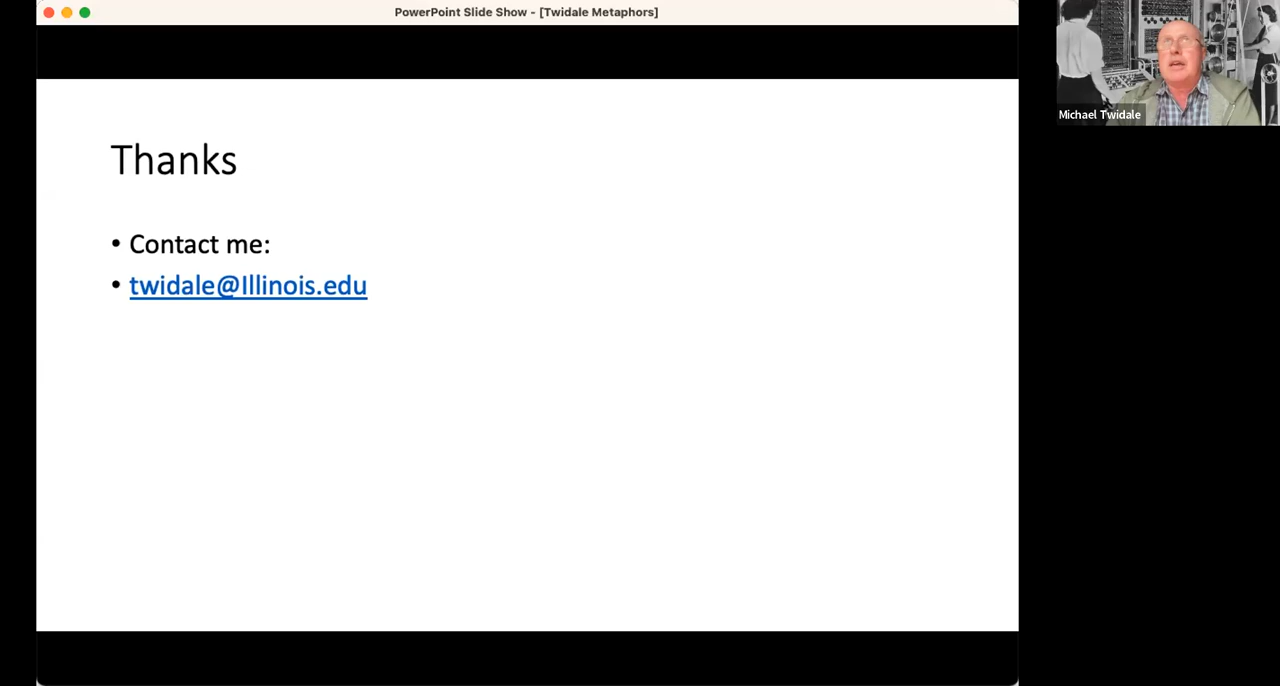 PowerPoint Slide Show - [Twidale Metaphors]
Michael Twidale
Thanks
• Contact me:
• twidale@Illinois.edu